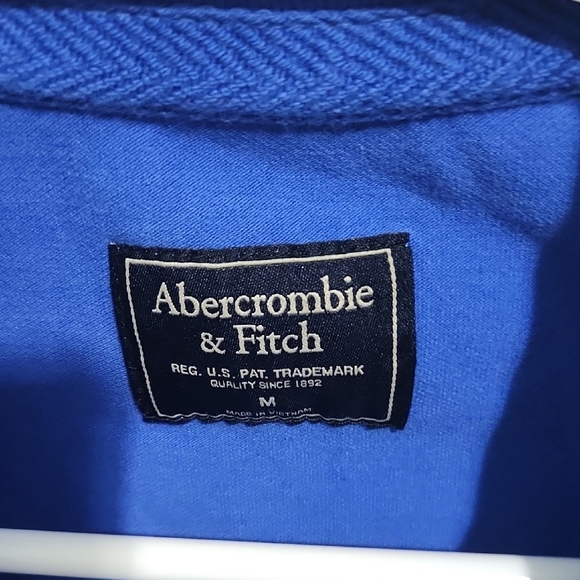 Abercrombie
& Fitch
REG. U.S. PAT. TRADEMARK
QUALITY SINCE 1892
M
MADE IN VIETNAM